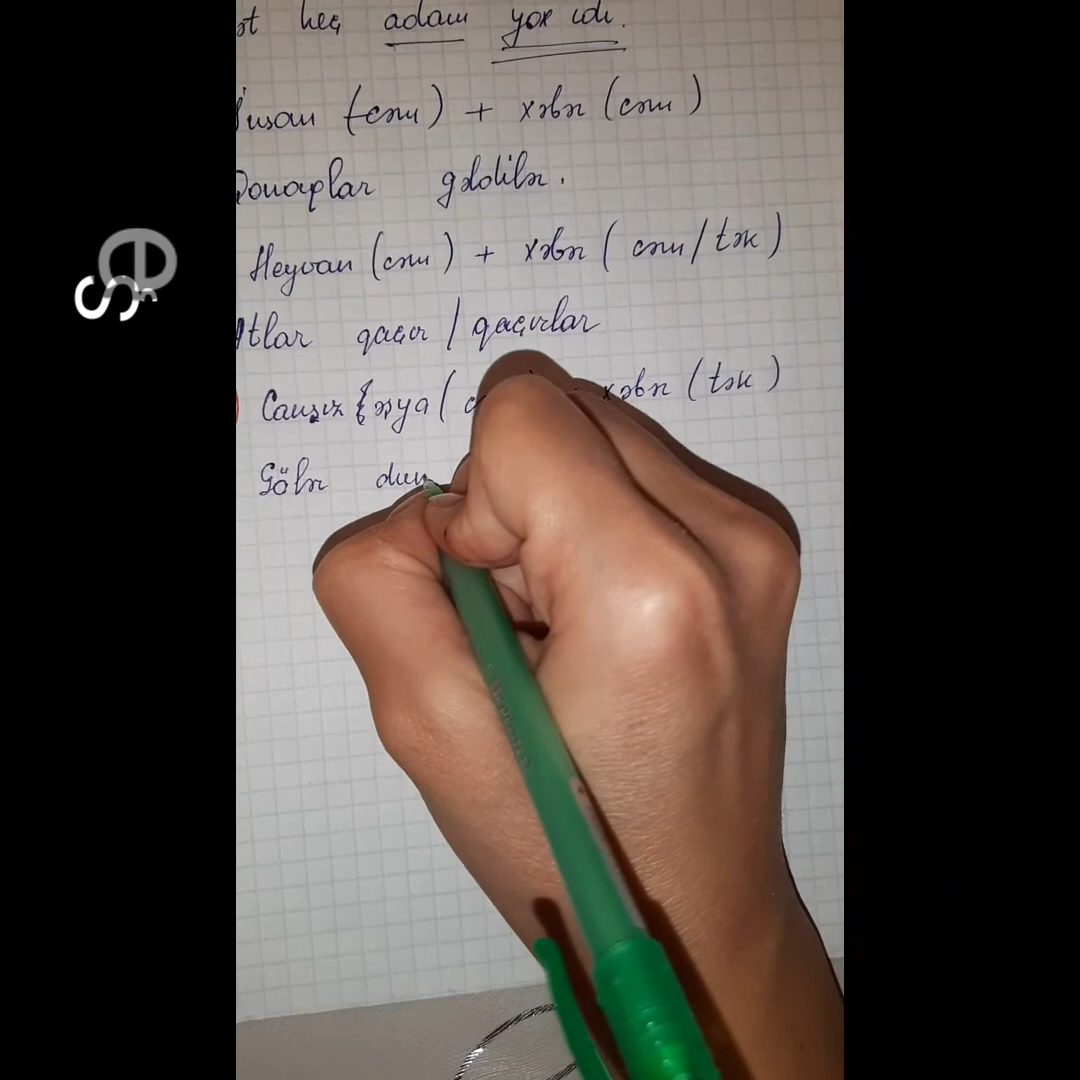 heç adam yox idi.
İnsan (cəm) + xəbər (cəm)
Qonaqlar gəldilər.
Heyvan (cəm) + xəbər (cəm/tək)
Atlar qaçır / qaçırlar
Cansız əşya ( xəbər (tək)
Göllər